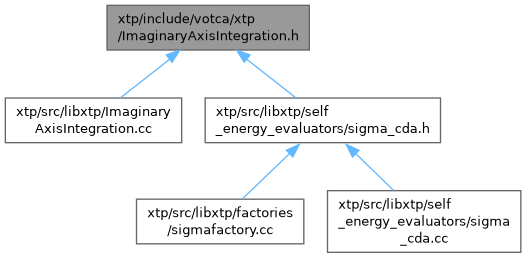 xtp/include/votca/xtp
/ImaginaryAxisIntegration.h
xtp/src/libxtp/Imaginary
AxisIntegration.cc
xtp/src/libxtp/self
_energy_evaluators/sigma_cda.h
xtp/src/libxtp/factories
/sigmafactory.cc
xtp/src/libxtp/self
_energy_evaluators/sigma
_cda.cc